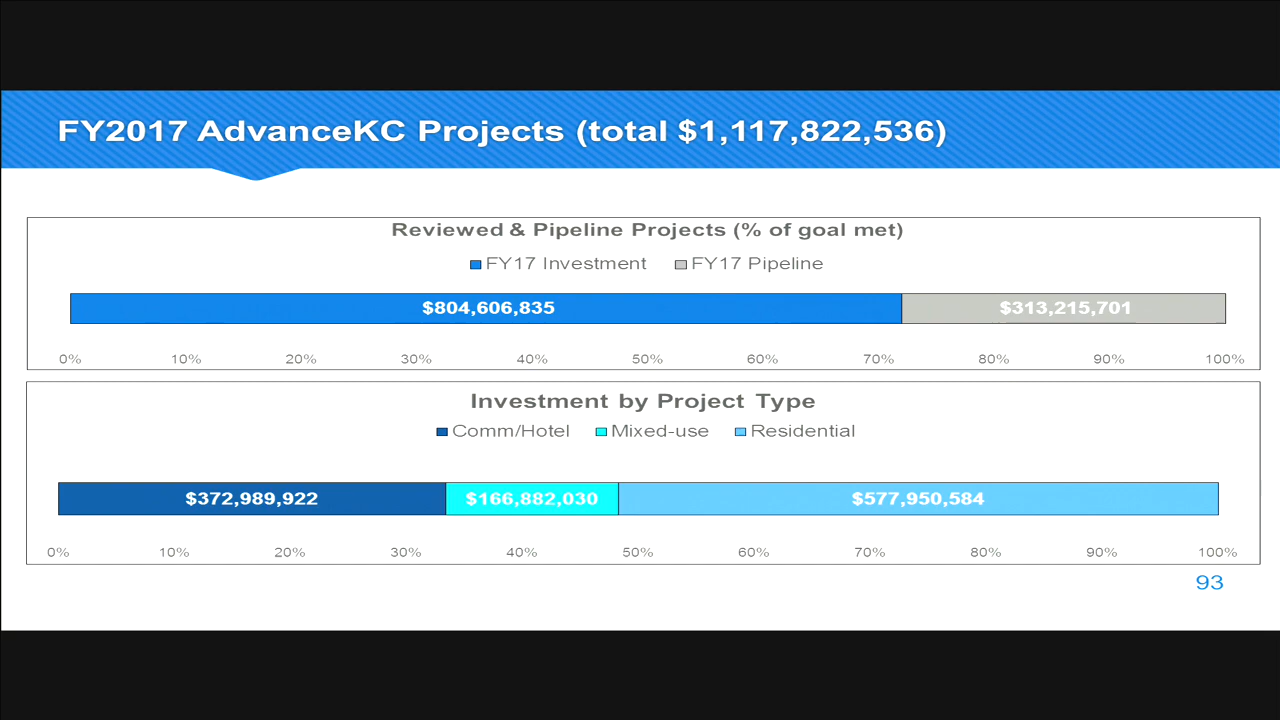 FY2017 AdvanceKC Projects (total $1,117,822,536)
Reviewed & Pipeline Projects (% of goal met)
FY17 Investment FY17 Pipeline
$804,606,835 $313,215,701
0% 10% 20% 30% 40% 50% 60% 70% 80% 90% 100%
Investment by Project Type
Comm/Hotel Mixed-use Residential
$372,989,922 $166,882,030 $577,950,584
0% 10% 20% 30% 40% 50% 60% 70% 80% 90% 100%
93